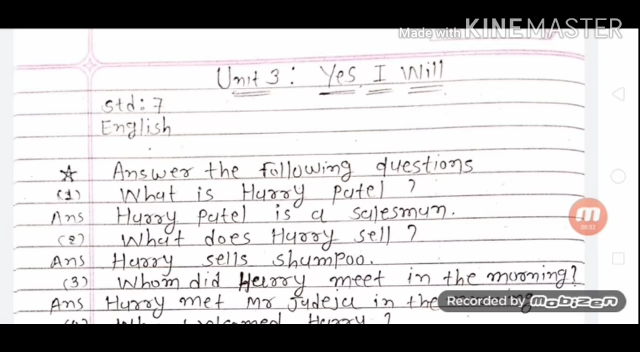 Made with KINEMASTER
Unit 3 : Yes I Will
Std : 7
English
☆ Answer the following questions
(1) What is Harry Patel ?
Ans Harry Patel is a salesman.
(2) What does Harry sell ?
Ans Harry sells shampoo.
(3) Whom did Harry meet in the morning?
Ans Harry met Mr Jadeja in the
Recorded by mobizen
welcomed Harry ?